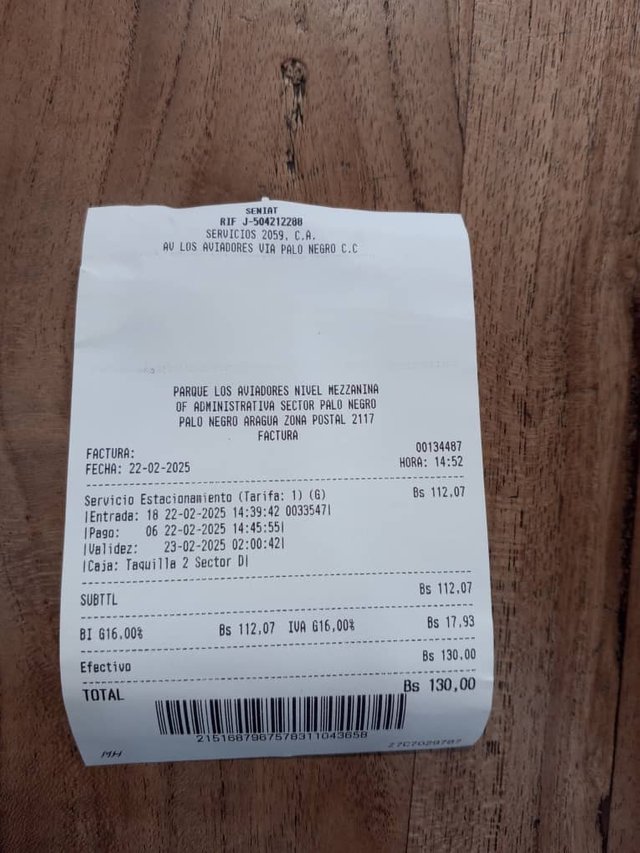 SENIAT
RIF J-504212288
SERVICIOS 2059, C.A.
AV LOS AVIADORES VIA PALO NEGRO C.C
PARQUE LOS AVIADORES NIVEL MEZZANINA
OF ADMINISTRATIVA SECTOR PALO NEGRO
PALO NEGRO ARAGUA ZONA POSTAL 2117
FACTURA
FACTURA: 00134487
FECHA: 22-02-2025 HORA: 14:52
Servicio Estacionamiento (Tarifa: 1) (G) Bs 112,07
|Entrada: 18 22-02-2025 14:39:42 0033547|
|Pago: 06 22-02-2025 14:45:55|
|Validez: 23-02-2025 02:00:42|
|Caja: Taquilla 2 Sector D|
SUBTTL Bs 112,07
BI G16,00% Bs 112,07 IVA G16,00% Bs 17,93
Efectivo Bs 130,00
TOTAL Bs 130,00
2151687967578311043658
MH